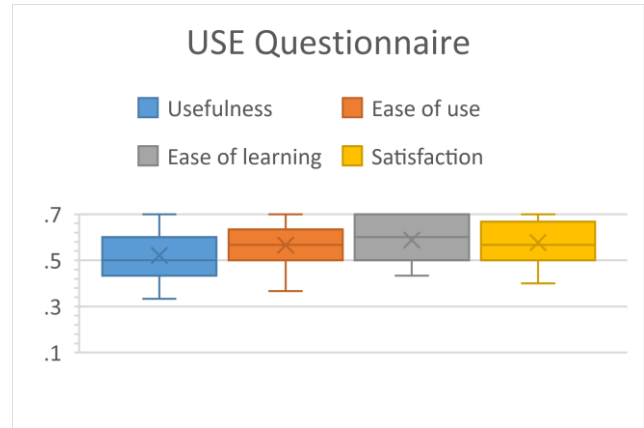 USE Questionnaire
Usefulness
Ease of use
Ease of learning
Satisfaction
.7
.5
.3
.1